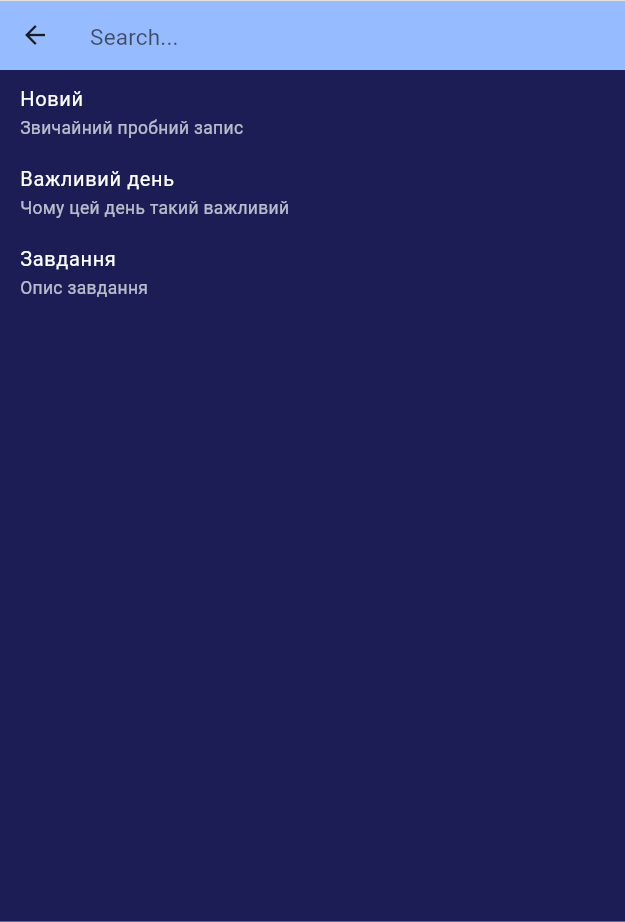 Search...
Новий
Звичайний пробний запис
Важливий день
Чому цей день такий важливий
Завдання
Опис завдання